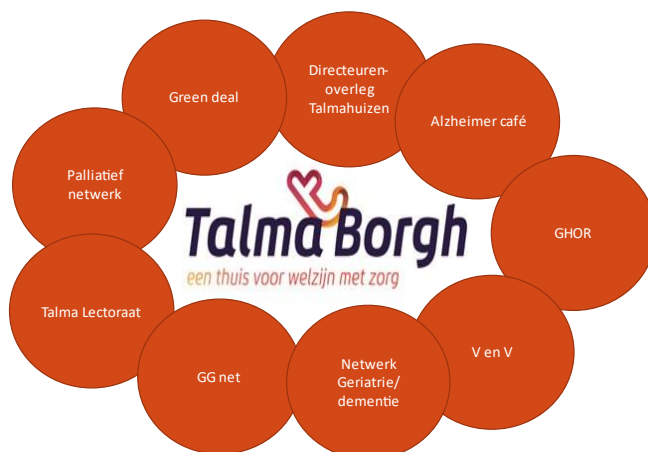 Directeuren-
overleg
Talmahuizen
Green deal
Alzheimer café
Palliatief
netwerk
Talma Borgh
een thuis voor welzijn met zorg
GHOR
Talma Lectoraat
V en V
GG net
Netwerk
Geriatrie/
dementie